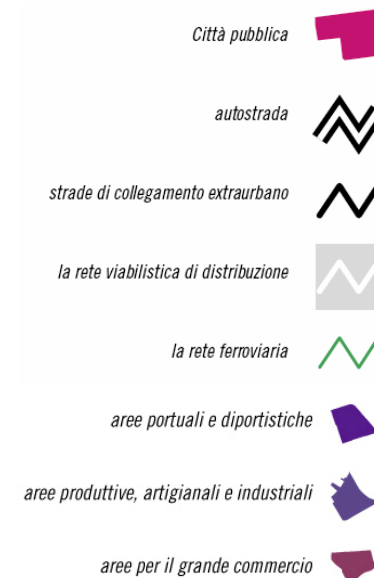 Città pubblica
autostrada
strade di collegamento extraurbano
la rete viabilistica di distribuzione
la rete ferroviaria
aree portuali e diportistiche
aree produttive, artigianali e industriali
aree per il grande commercio